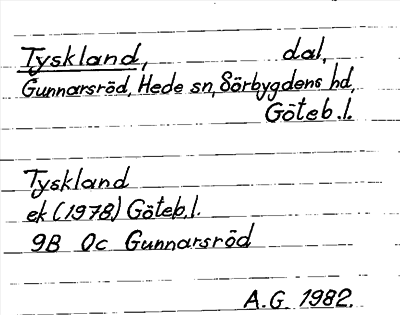 Tyskland, dal,
Gunnarsröd, Hede sn, Sörbygdens hd,
Göteb.l.
Tyskland
ek (1978) Göteb.l.
9B 0c Gunnarsröd
A.G. 1982.